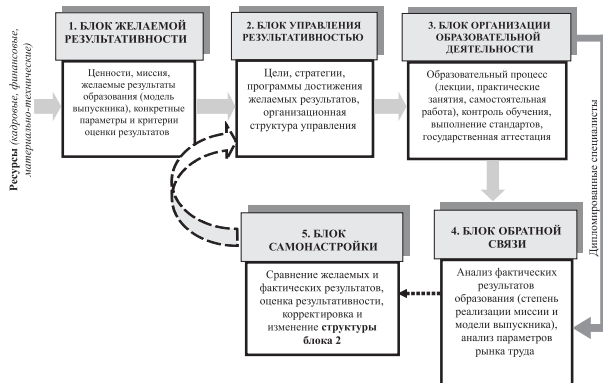 Ресурсы (кадровые, финансовые,
материально-технические)
1. БЛОК ЖЕЛАЕМОЙ
РЕЗУЛЬТАТИВНОСТИ
Ценности, миссия,
желаемые результаты
образования (модель
выпускника), конкретные
параметры и критерии
оценки результатов
2. БЛОК УПРАВЛЕНИЯ
РЕЗУЛЬТАТИВНОСТЬЮ
Цели, стратегии,
программы достижения
желаемых результатов,
организационная
структура управления
3. БЛОК ОРГАНИЗАЦИИ
ОБРАЗОВАТЕЛЬНОЙ
ДЕЯТЕЛЬНОСТИ
Образовательный процесс
(лекции, практические
занятия, самостоятельная
работа), контроль обучения,
выполнение стандартов,
государственная аттестация
Дипломированные специалисты
4. БЛОК ОБРАТНОЙ
СВЯЗИ
Анализ фактических
результатов
образования (степень
реализации миссии и
модели выпускника),
анализ параметров
рынка труда
5. БЛОК
САМОНАСТРОЙКИ
Сравнение желаемых и
фактических результатов,
оценка результативности,
корректировка и
изменение структуры
блока 2